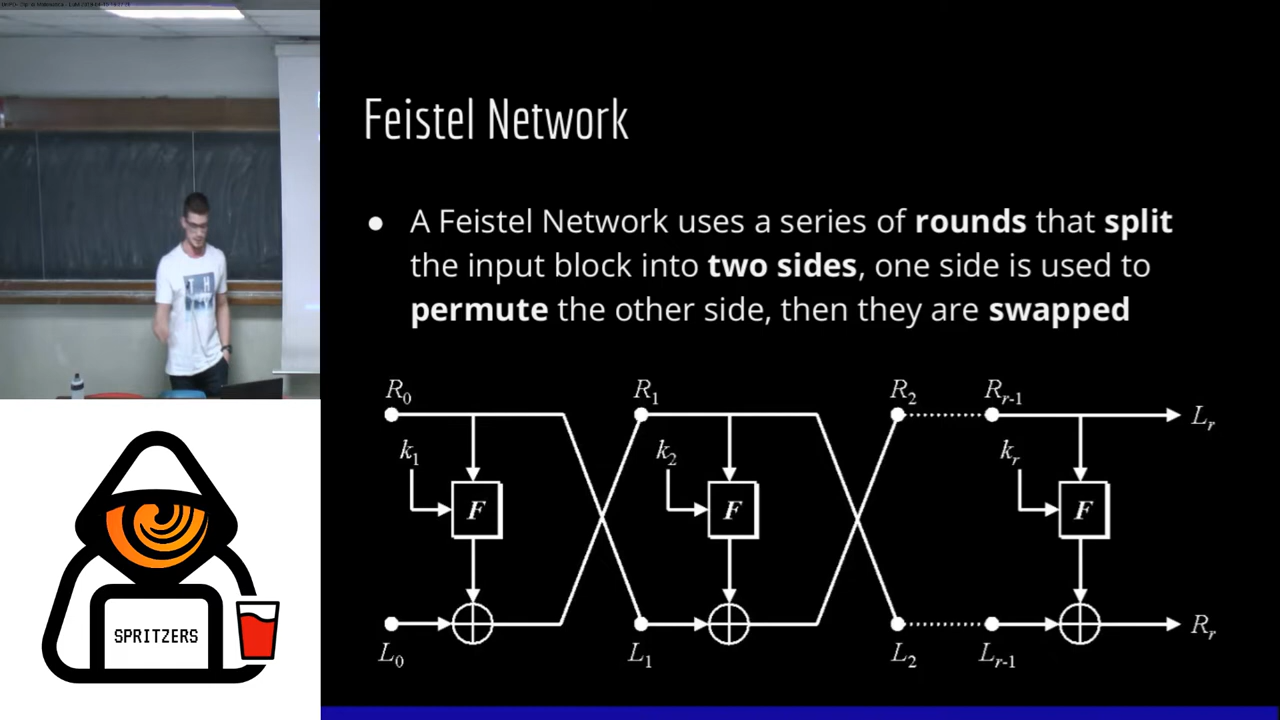 Feistel Network
● A Feistel Network uses a series of rounds that split
the input block into two sides, one side is used to
permute the other side, then they are swapped
R0 R1 R2 Rr-1
Lr
k1 k2 kr
F F F
Rr
L0 L1 L2 Lr-1
T H
SPRITZERS